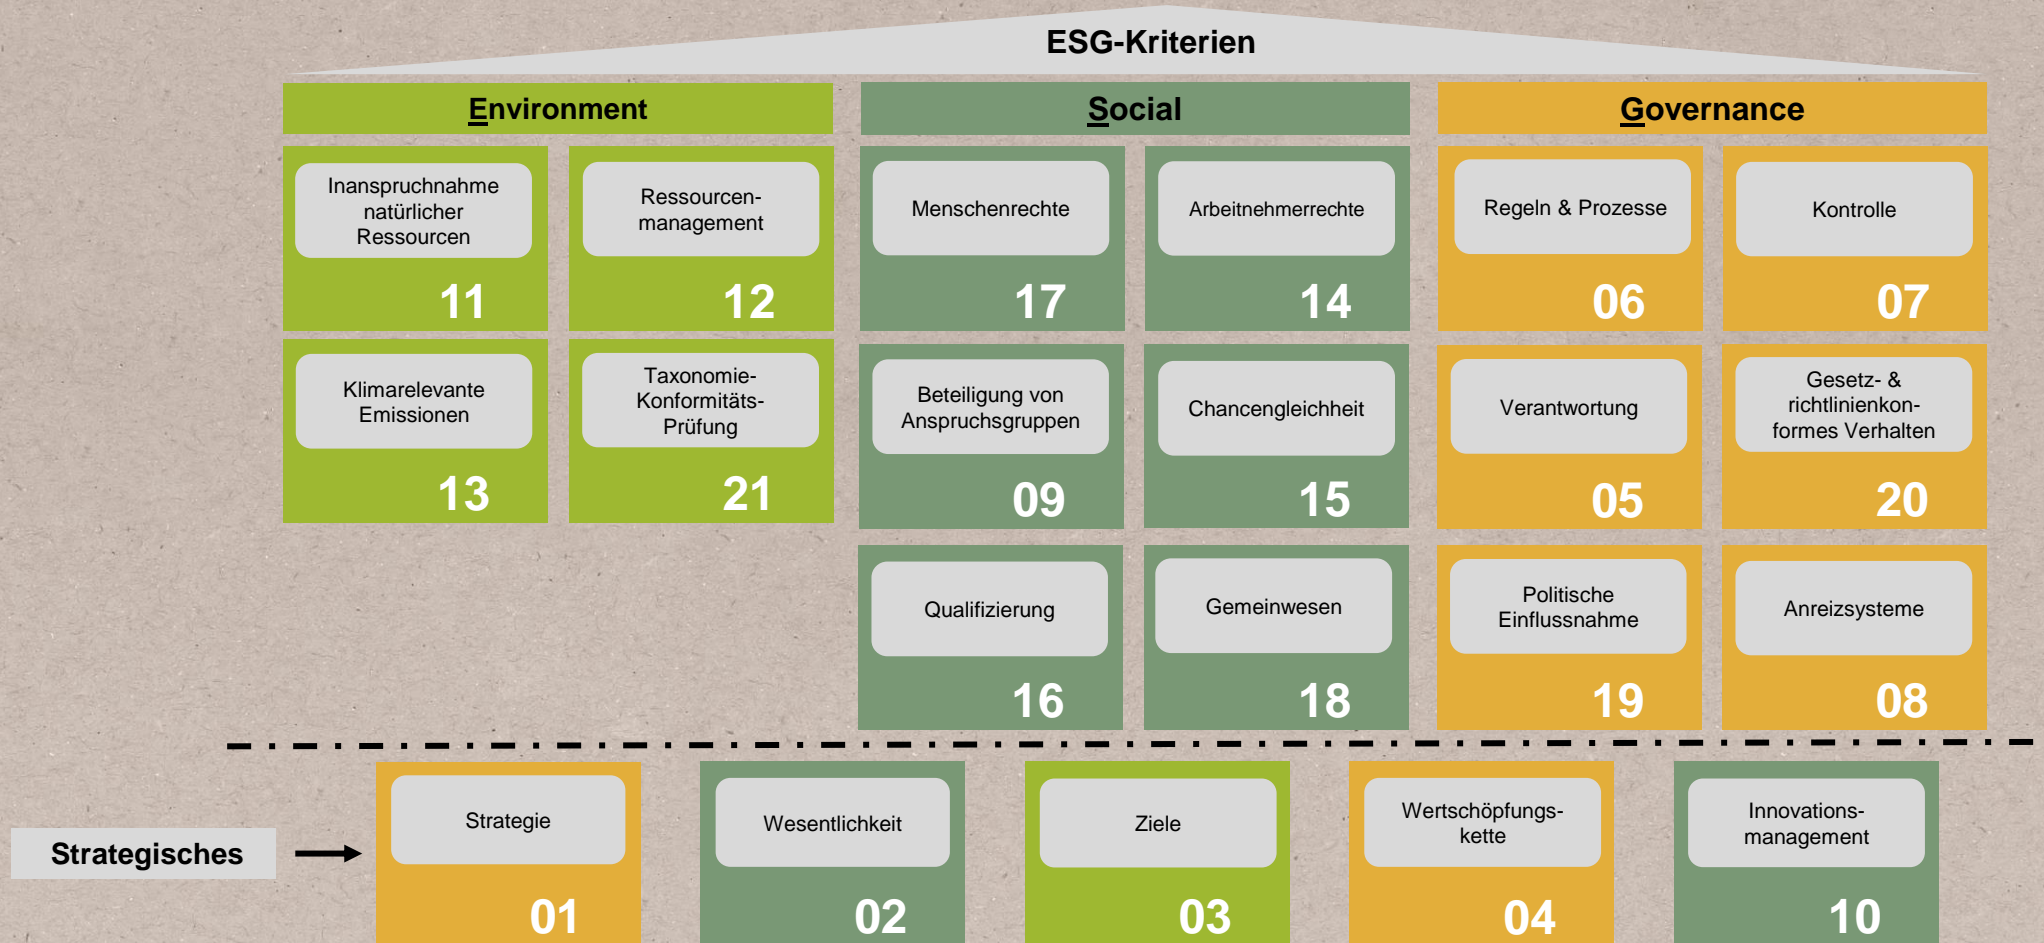 ESG-Kriterien
Environment
Social
Governance
Inanspruchnahme
natürlicher
Ressourcen
11
Ressourcen-
management
12
Menschenrechte
17
Arbeitnehmerrechte
14
Regeln & Prozesse
06
Kontrolle
07
Klimarelevante
Emissionen
13
Taxonomie-
Konformitäts-
Prüfung
21
Beteiligung von
Anspruchsgruppen
09
Chancengleichheit
15
Verantwortung
05
Gesetz- &
richtlinienkon-
formes Verhalten
20
Qualifizierung
16
Gemeinwesen
18
Politische
Einflussnahme
19
Anreizsysteme
08
Strategisches
Strategie
01
Wesentlichkeit
02
Ziele
03
Wertschöpfungs-
kette
04
Innovations-
management
10